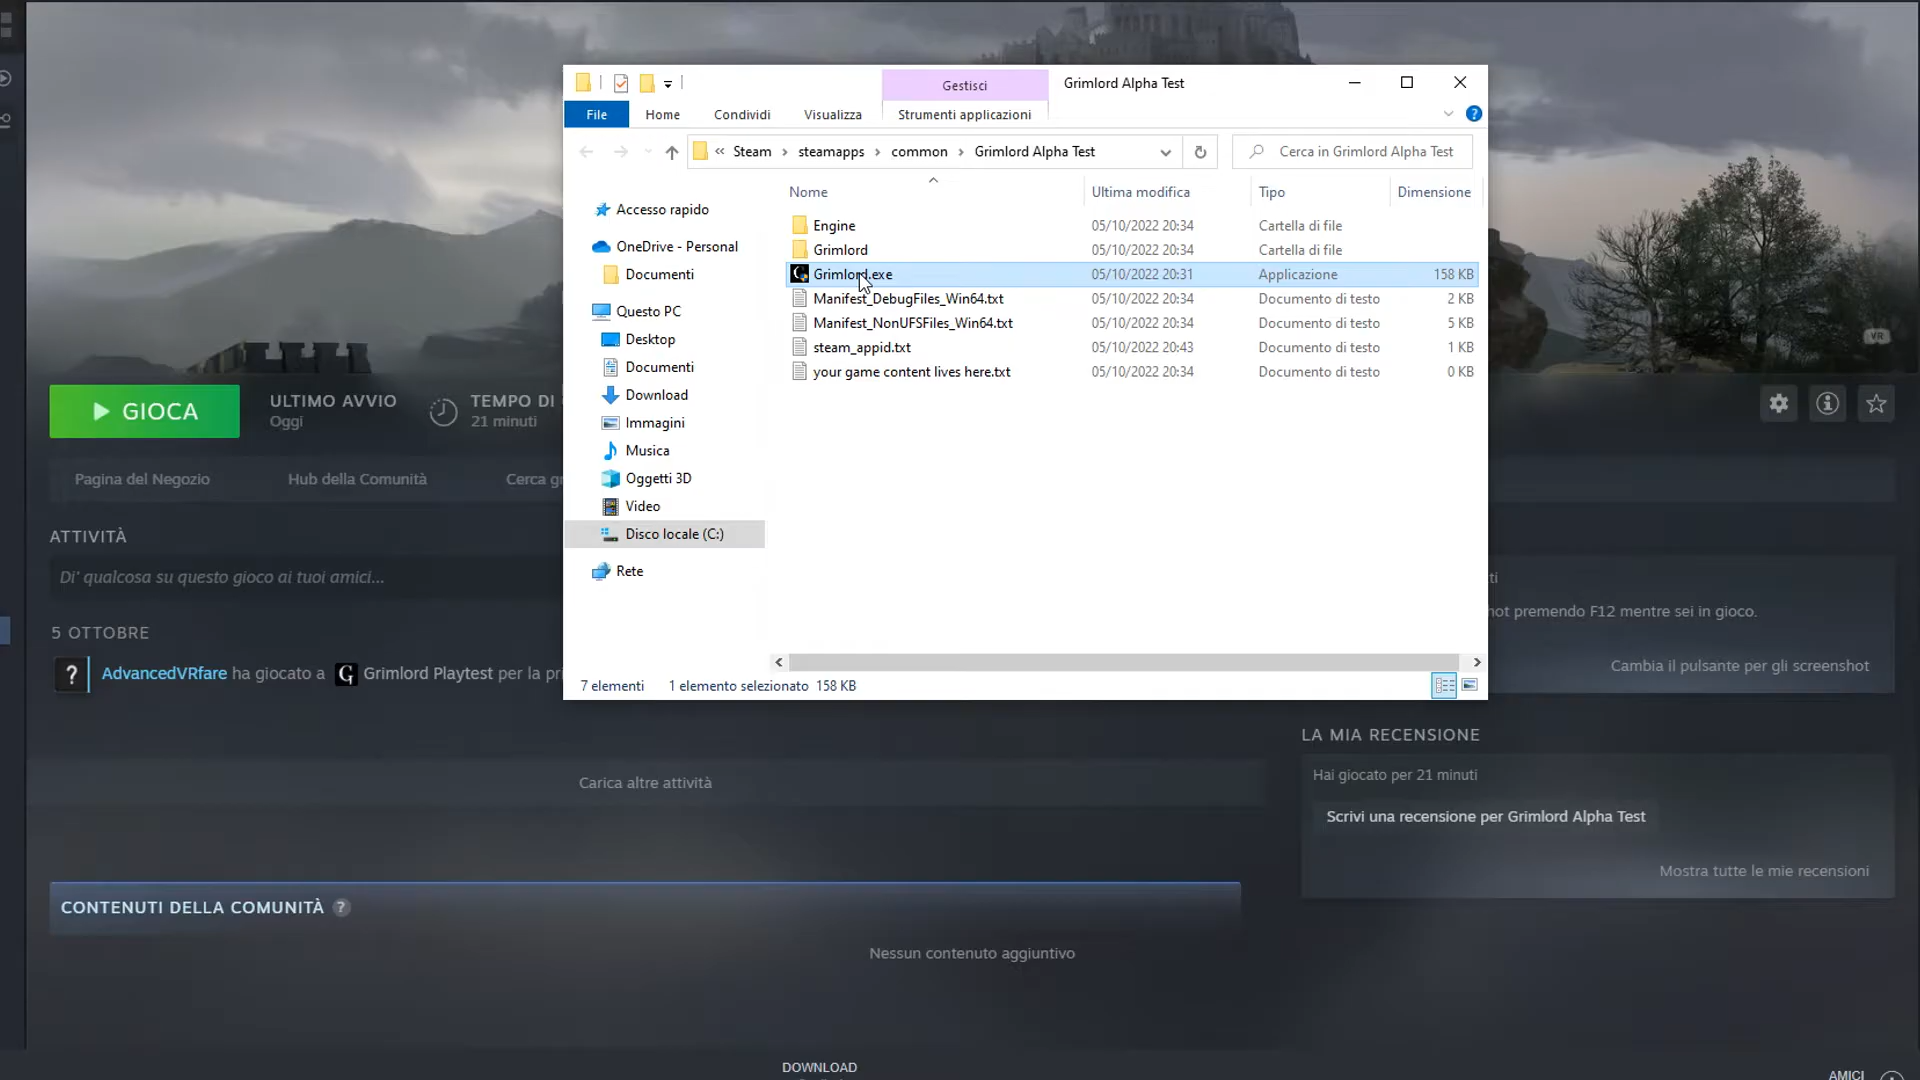 Gestisci
Grimlord Alpha Test
File
Home
Condividi
Visualizza
Strumenti applicazioni
« Steam › steamapps › common › Grimlord Alpha Test
Cerca in Grimlord Alpha Test
Nome
Ultima modifica
Tipo
Dimensione
Accesso rapido
OneDrive - Personal
Documenti
Questo PC
Desktop
Documenti
Download
Immagini
Musica
Oggetti 3D
Video
Disco locale (C:)
Rete
Engine 05/10/2022 20:34 Cartella di file
Grimlord 05/10/2022 20:34 Cartella di file
Grimlord.exe 05/10/2022 20:31 Applicazione 158 KB
Manifest_DebugFiles_Win64.txt 05/10/2022 20:34 Documento di testo 2 KB
Manifest_NonUFSFiles_Win64.txt 05/10/2022 20:34 Documento di testo 5 KB
steam_appid.txt 05/10/2022 20:43 Documento di testo 1 KB
your game content lives here.txt 05/10/2022 20:34 Documento di testo 0 KB
7 elementi
1 elemento selezionato 158 KB
VR
GIOCA
ULTIMO AVVIO
Oggi
TEMPO DI
21 minuti
Pagina del Negozio
Hub della Comunità
Cerca
ATTIVITÀ
Di' qualcosa su questo gioco ai tuoi amici...
5 OTTOBRE
? AdvancedVRfare ha giocato a G Grimlord Playtest per la
premendo F12 mentre sei in gioco.
Cambia il pulsante per gli screenshot
Carica altre attività
LA MIA RECENSIONE
Hai giocato per 21 minuti
Scrivi una recensione per Grimlord Alpha Test
Mostra tutte le mie recensioni
CONTENUTI DELLA COMUNITÀ ?
Nessun contenuto aggiuntivo
DOWNLOAD
AMICI